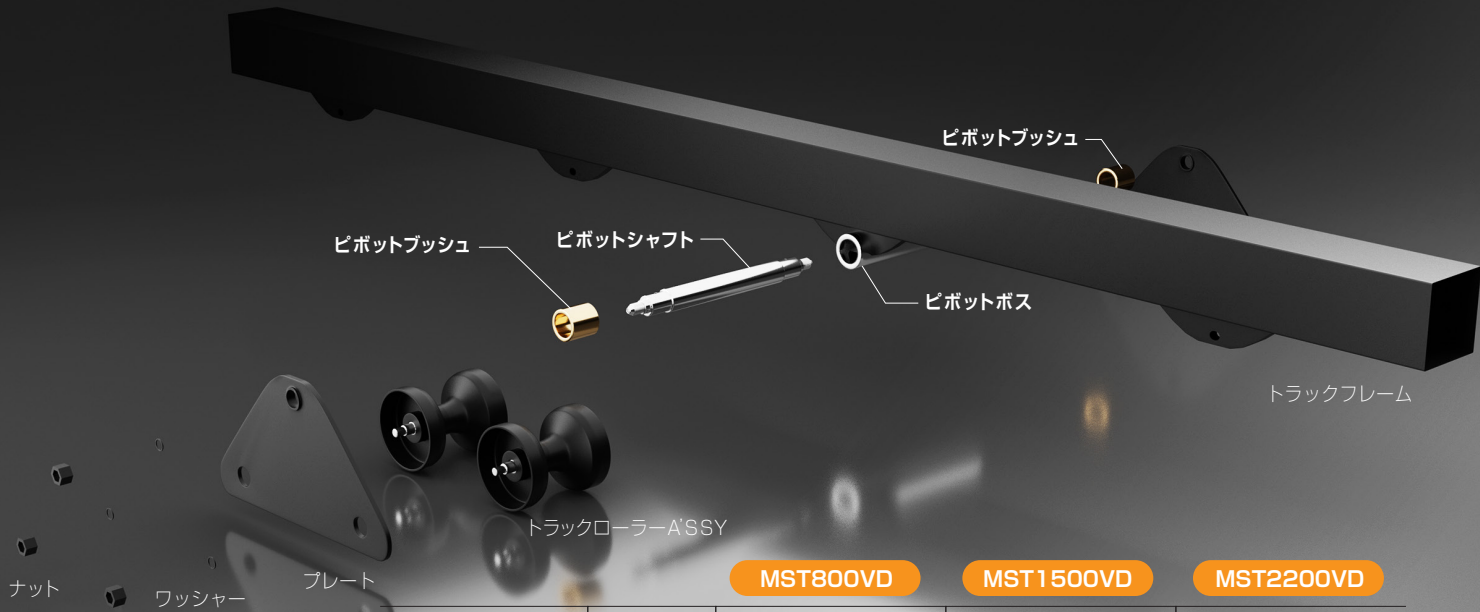 ピボットブッシュ
ピボットブッシュ
ピボットシャフト
ピボットボス
トラックフレーム
トラックローラーA'SSY
プレート
ナット
ワッシャー
MST800VD
MST1500VD
MST2200VD